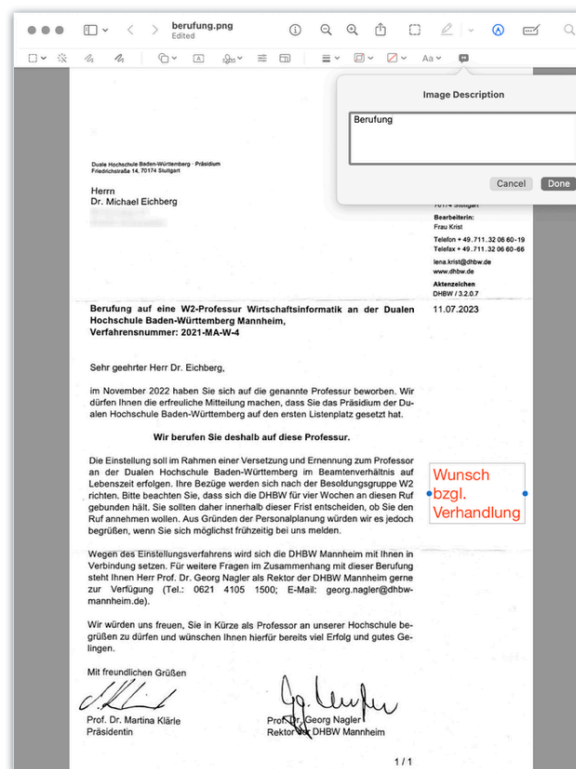 berufung.png
Edited
Aa
Image Description
Berufung
Cancel
Done
Duale Hochschule Baden-Württemberg · Präsidium
Friedrichstraße 14, 70174 Stuttgart
Herrn
Dr. Michael Eichberg
70174 Stuttgart
Bearbeiterin:
Frau Krist
Telefon + 49.711.32 06 60-19
Telefax + 49.711.32 06 60-66
lena.krist@dhbw.de
www.dhbw.de
Aktenzeichen
DHBW / 3.2.0.7
11.07.2023
Berufung auf eine W2-Professur Wirtschaftsinformatik an der Dualen
Hochschule Baden-Württemberg Mannheim,
Verfahrensnummer: 2021-MA-W-4
Sehr geehrter Herr Dr. Eichberg,
im November 2022 haben Sie sich auf die genannte Professur beworben. Wir
dürfen Ihnen die erfreuliche Mitteilung machen, dass Sie das Präsidium der Du-
alen Hochschule Baden-Württemberg auf den ersten Listenplatz gesetzt hat.
Wir berufen Sie deshalb auf diese Professur.
Die Einstellung soll im Rahmen einer Versetzung und Ernennung zum Professor
an der Dualen Hochschule Baden-Württemberg im Beamtenverhältnis auf
Lebenszeit erfolgen. Ihre Bezüge werden sich nach der Besoldungsgruppe W2
richten. Bitte beachten Sie, dass sich die DHBW für vier Wochen an diesen Ruf
gebunden hält. Sie sollten daher innerhalb dieser Frist entscheiden, ob Sie den
Ruf annehmen wollen. Aus Gründen der Personalplanung würden wir es jedoch
begrüßen, wenn Sie sich möglichst frühzeitig bei uns melden.
Wunsch
bzgl.
Verhandlung
Wegen des Einstellungsverfahrens wird sich die DHBW Mannheim mit Ihnen in
Verbindung setzen. Für weitere Fragen im Zusammenhang mit dieser Berufung
steht Ihnen Herr Prof. Dr. Georg Nagler als Rektor der DHBW Mannheim gerne
zur Verfügung (Tel.: 0621 4105 1500; E-Mail: georg.nagler@dhbw-
mannheim.de).
Wir würden uns freuen, Sie in Kürze als Professor an unserer Hochschule be-
grüßen zu dürfen und wünschen Ihnen hierfür bereits viel Erfolg und gutes Ge-
lingen.
Mit freundlichen Grüßen
Prof. Dr. Martina Klärle
Präsidentin
Prof. Dr. Georg Nagler
Rektor der DHBW Mannheim
1 / 1